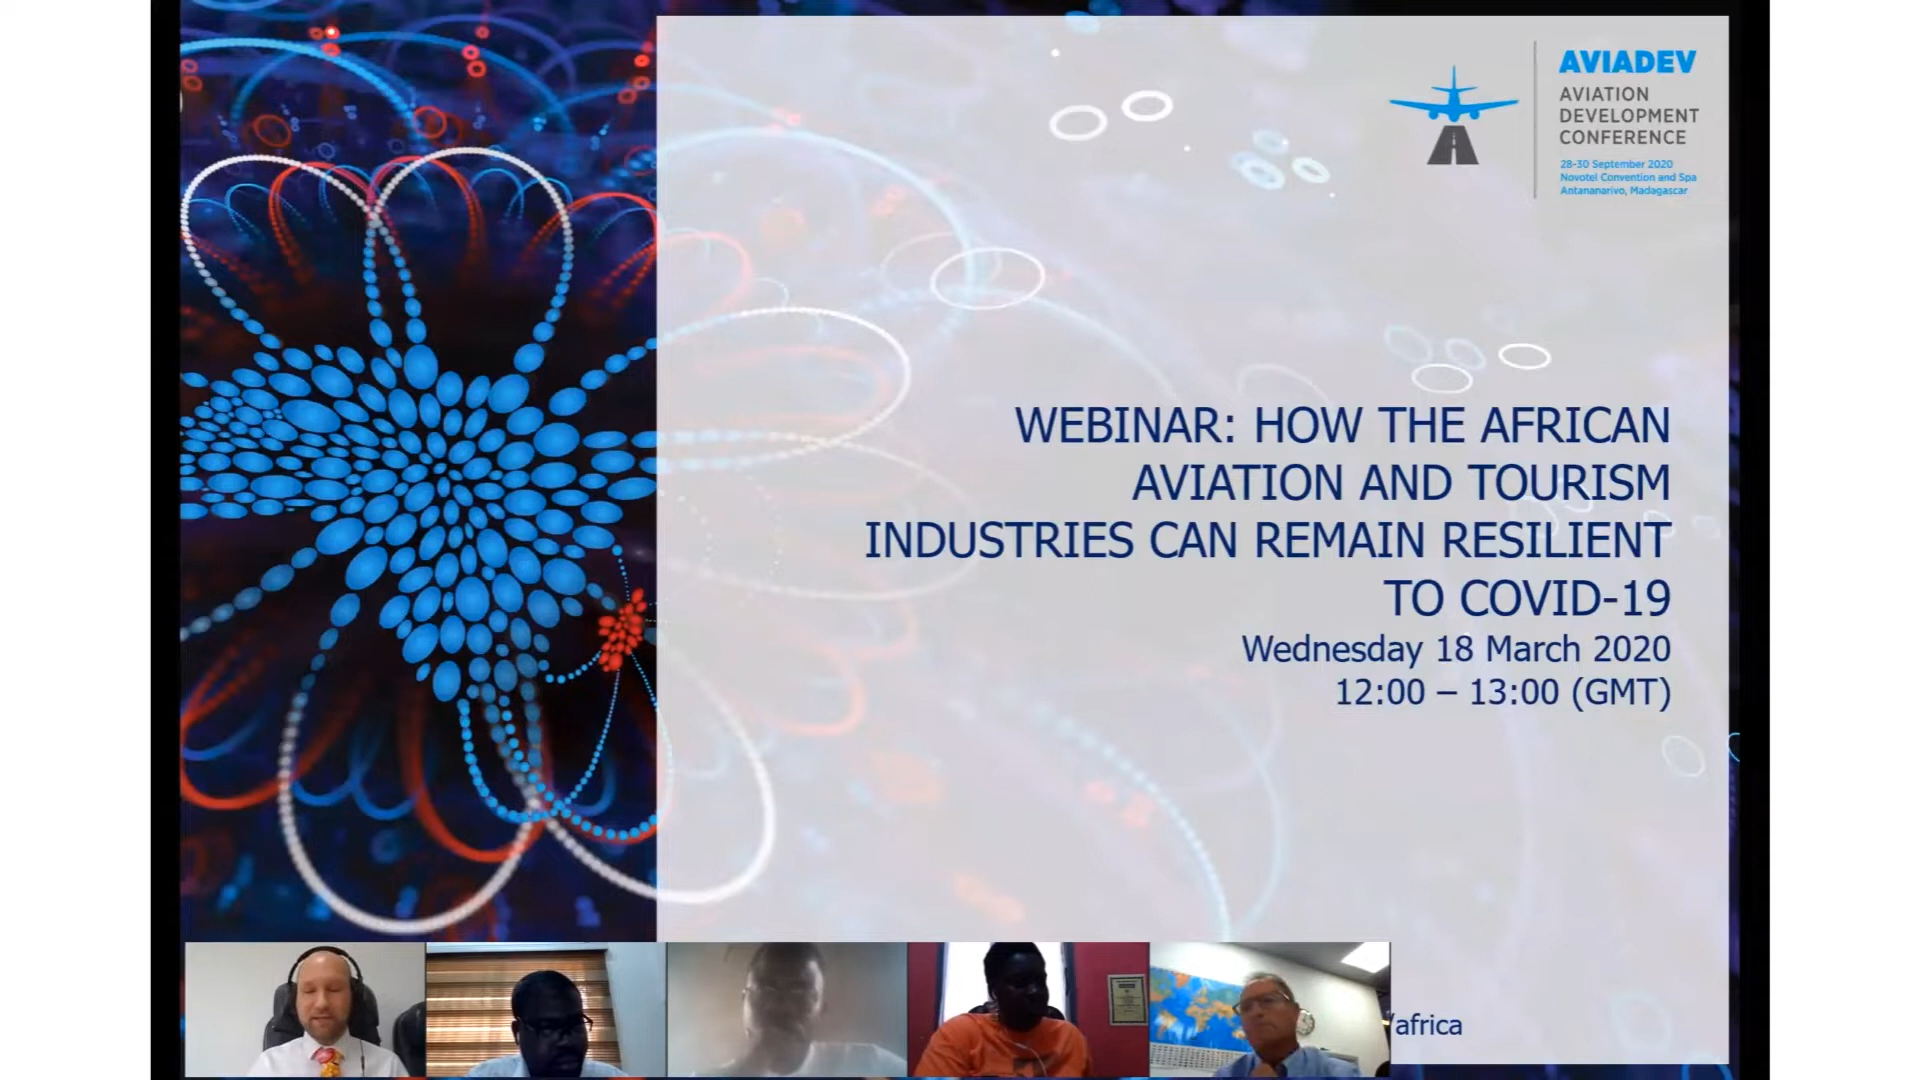 AVIADEV
AVIATION
DEVELOPMENT
CONFERENCE
28-30 September 2020
Novotel Convention and Spa
Antananarivo, Madagascar
WEBINAR: HOW THE AFRICAN
AVIATION AND TOURISM
INDUSTRIES CAN REMAIN RESILIENT
TO COVID-19
Wednesday 18 March 2020
12:00 – 13:00 (GMT)
/africa